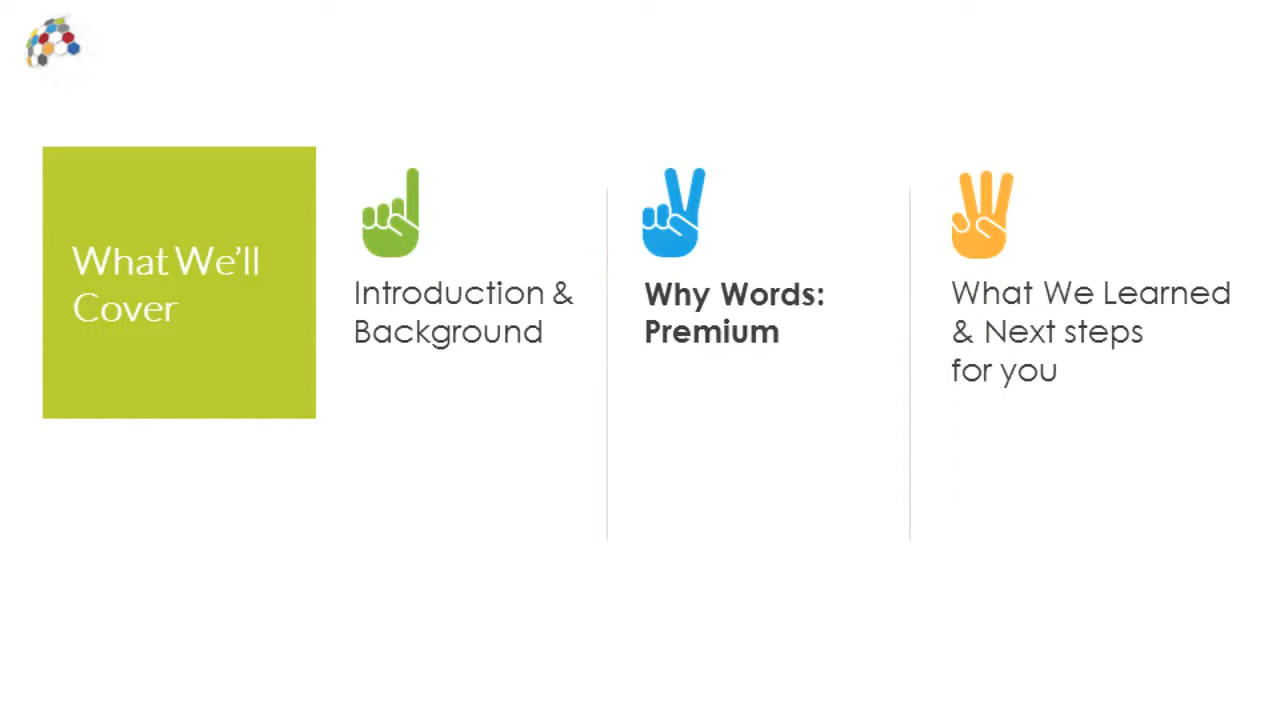 What We'll
Cover
Introduction &
Background
Why Words:
Premium
What We Learned
& Next steps
for you